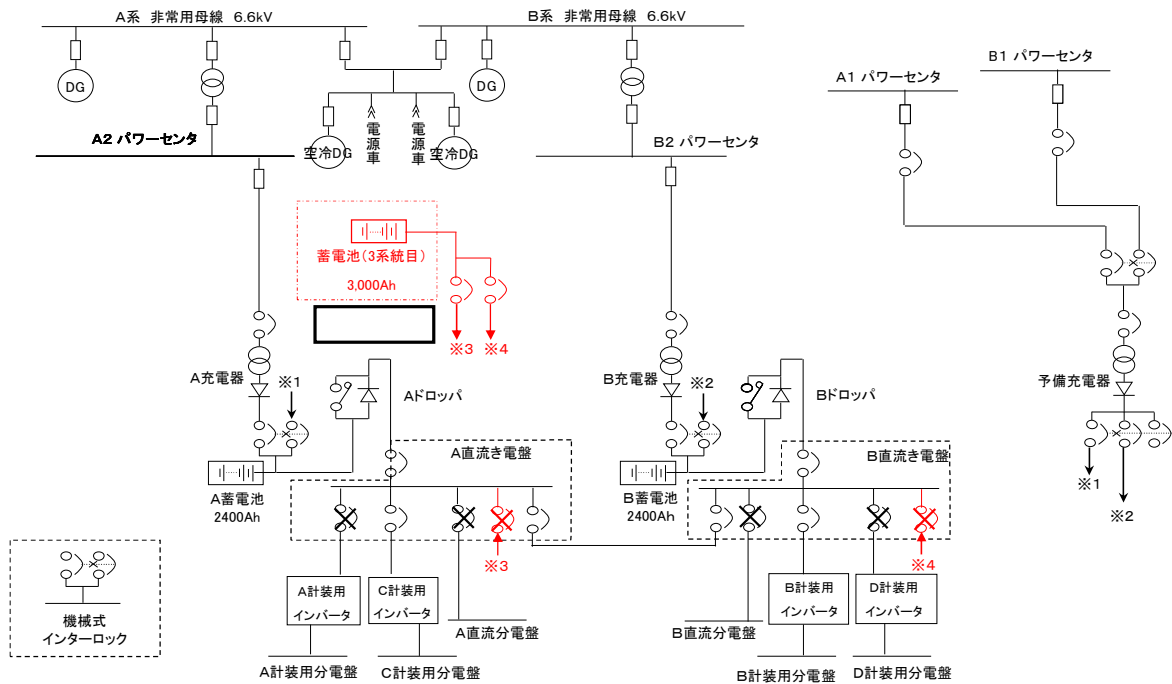 A系 非常用母線 6.6kV
B系 非常用母線 6.6kV
B1 パワーセンタ
A1 パワーセンタ
DG
DG
A2 パワーセンタ
空冷DG
電源車
電源車
空冷DG
B2 パワーセンタ
蓄電池(3系統目)
3,000Ah
※3
※4
A充電器
※1
Aドロッパ
B充電器
※2
Bドロッパ
予備充電器
A直流き電盤
B直流き電盤
A蓄電池
2400Ah
B蓄電池
2400Ah
※1
※2
※3
※4
A計装用
インバータ
C計装用
インバータ
B計装用
インバータ
D計装用
インバータ
機械式
インターロック
A直流分電盤
B直流分電盤
A計装用分電盤
C計装用分電盤
B計装用分電盤
D計装用分電盤